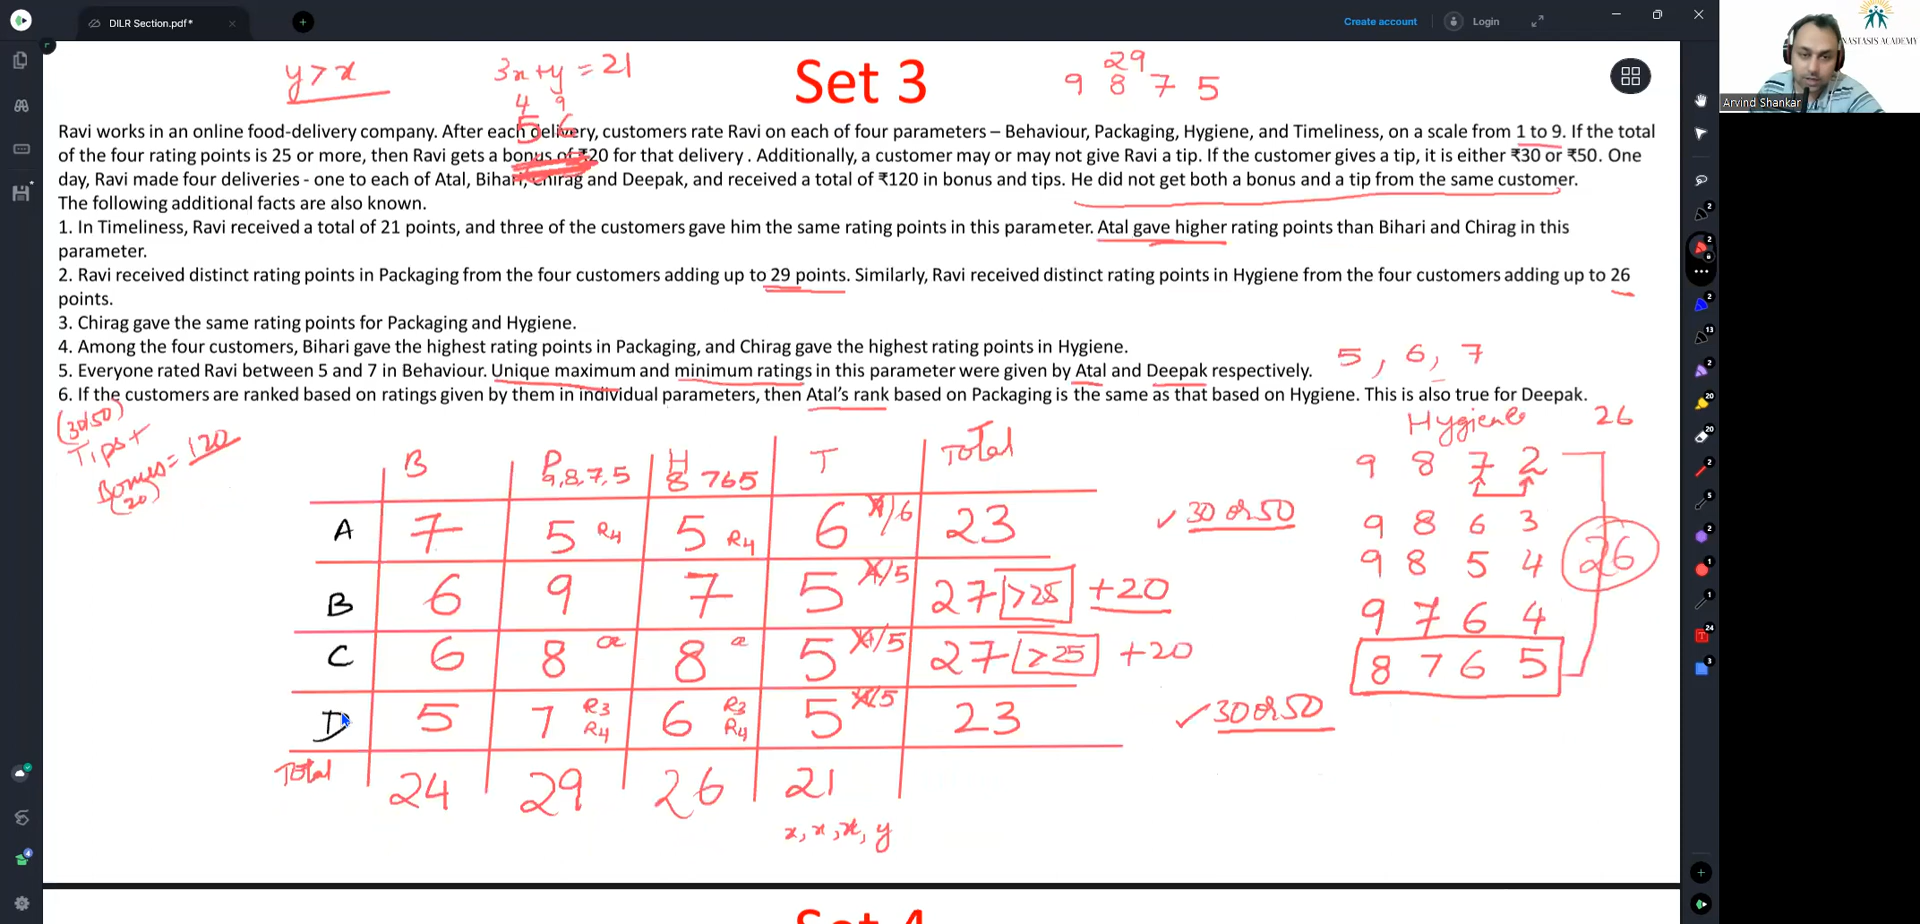 DILR Section.pdf*
Create account
Login
NASTASIS ACADEMY
Arvind Shankar
y > x
3x+y = 21
4 9
5 6
Set 3
29
9 8 7 5
Ravi works in an online food-delivery company. After each delivery, customers rate Ravi on each of four parameters – Behaviour, Packaging, Hygiene, and Timeliness, on a scale from 1 to 9. If the total
of the four rating points is 25 or more, then Ravi gets a bonus of ₹20 for that delivery . Additionally, a customer may or may not give Ravi a tip. If the customer gives a tip, it is either ₹30 or ₹50. One
day, Ravi made four deliveries - one to each of Atal, Bihari, Chirag and Deepak, and received a total of ₹120 in bonus and tips. He did not get both a bonus and a tip from the same customer.
The following additional facts are also known.
1. In Timeliness, Ravi received a total of 21 points, and three of the customers gave him the same rating points in this parameter. Atal gave higher rating points than Bihari and Chirag in this
parameter.
2. Ravi received distinct rating points in Packaging from the four customers adding up to 29 points. Similarly, Ravi received distinct rating points in Hygiene from the four customers adding up to 26
points.
3. Chirag gave the same rating points for Packaging and Hygiene.
4. Among the four customers, Bihari gave the highest rating points in Packaging, and Chirag gave the highest rating points in Hygiene.
5. Everyone rated Ravi between 5 and 7 in Behaviour. Unique maximum and minimum ratings in this parameter were given by Atal and Deepak respectively.
6. If the customers are ranked based on ratings given by them in individual parameters, then Atal's rank based on Packaging is the same as that based on Hygiene. This is also true for Deepak.
5, 6, 7
(30/50)
Tips +
Bonus = 120
(20)
B P H T Total
9,8,7,5 8 765
A 7 5 R4 5 R4 6 /6 23 ✓ 30 or 50
B 6 9 7 5 /5 27 >25 +20
C 6 8 8 5 /5 27 >25 +20
D 5 7 R3 R4 6 R3 R4 5 /5 23 ✓ 30 or 50
Total 24 29 26 21
x, x, x, y
Hygiene 26
9 8 7 2
9 8 6 3
9 8 5 4
26
9 7 6 4
8 7 6 5